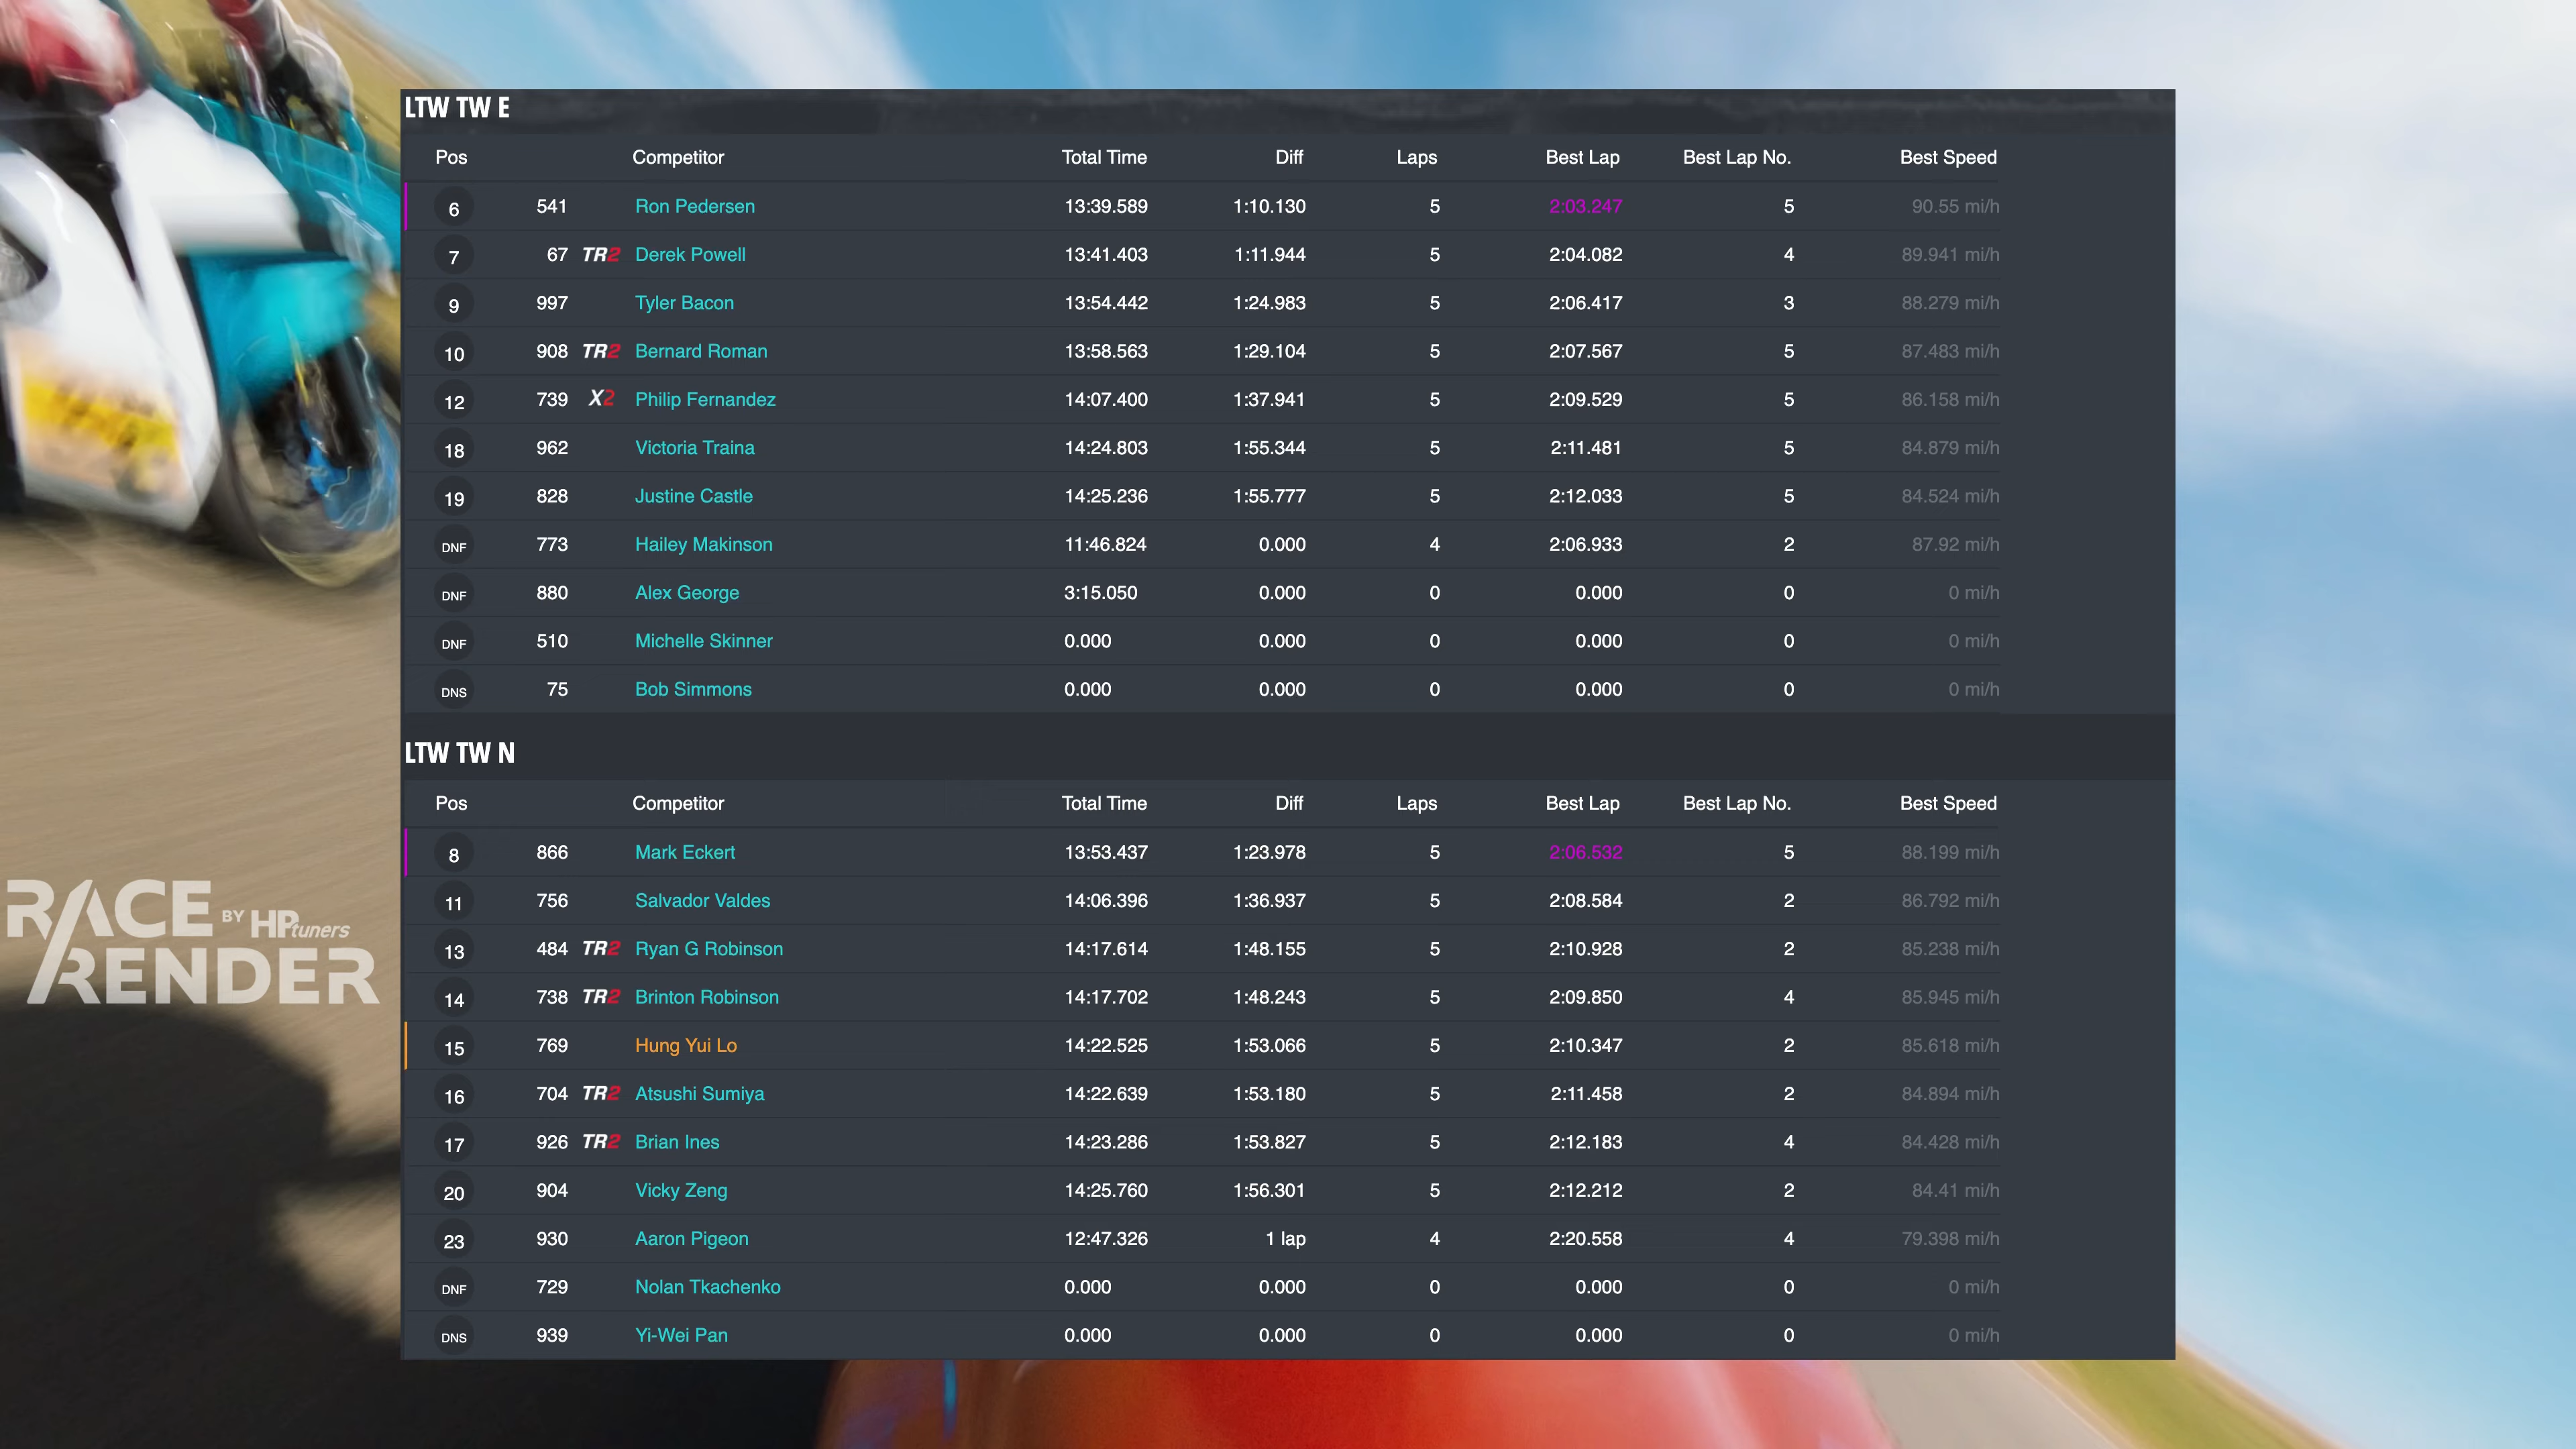 LTW TW E
Pos Competitor Total Time Diff Laps Best Lap Best Lap No. Best Speed
6 541 Ron Pedersen 13:39.589 1:10.130 5 2:03.247 5 90.55 mi/h
7 67 TR2 Derek Powell 13:41.403 1:11.944 5 2:04.082 4 89.941 mi/h
9 997 Tyler Bacon 13:54.442 1:24.983 5 2:06.417 3 88.279 mi/h
10 908 TR2 Bernard Roman 13:58.563 1:29.104 5 2:07.567 5 87.483 mi/h
12 739 X2 Philip Fernandez 14:07.400 1:37.941 5 2:09.529 5 86.158 mi/h
18 962 Victoria Traina 14:24.803 1:55.344 5 2:11.481 5 84.879 mi/h
19 828 Justine Castle 14:25.236 1:55.777 5 2:12.033 5 84.524 mi/h
DNF 773 Hailey Makinson 11:46.824 0.000 4 2:06.933 2 87.92 mi/h
DNF 880 Alex George 3:15.050 0.000 0 0.000 0 0 mi/h
DNF 510 Michelle Skinner 0.000 0.000 0 0.000 0 0 mi/h
DNS 75 Bob Simmons 0.000 0.000 0 0.000 0 0 mi/h
LTW TW N
Pos Competitor Total Time Diff Laps Best Lap Best Lap No. Best Speed
8 866 Mark Eckert 13:53.437 1:23.978 5 2:06.532 5 88.199 mi/h
11 756 Salvador Valdes 14:06.396 1:36.937 5 2:08.584 2 86.792 mi/h
13 484 TR2 Ryan G Robinson 14:17.614 1:48.155 5 2:10.928 2 85.238 mi/h
14 738 TR2 Brinton Robinson 14:17.702 1:48.243 5 2:09.850 4 85.945 mi/h
15 769 Hung Yui Lo 14:22.525 1:53.066 5 2:10.347 2 85.618 mi/h
16 704 TR2 Atsushi Sumiya 14:22.639 1:53.180 5 2:11.458 2 84.894 mi/h
17 926 TR2 Brian Ines 14:23.286 1:53.827 5 2:12.183 4 84.428 mi/h
20 904 Vicky Zeng 14:25.760 1:56.301 5 2:12.212 2 84.41 mi/h
23 930 Aaron Pigeon 12:47.326 1 lap 4 2:20.558 4 79.398 mi/h
DNF 729 Nolan Tkachenko 0.000 0.000 0 0.000 0 0 mi/h
DNS 939 Yi-Wei Pan 0.000 0.000 0 0.000 0 0 mi/h
RACE BY HPtuners
RENDER